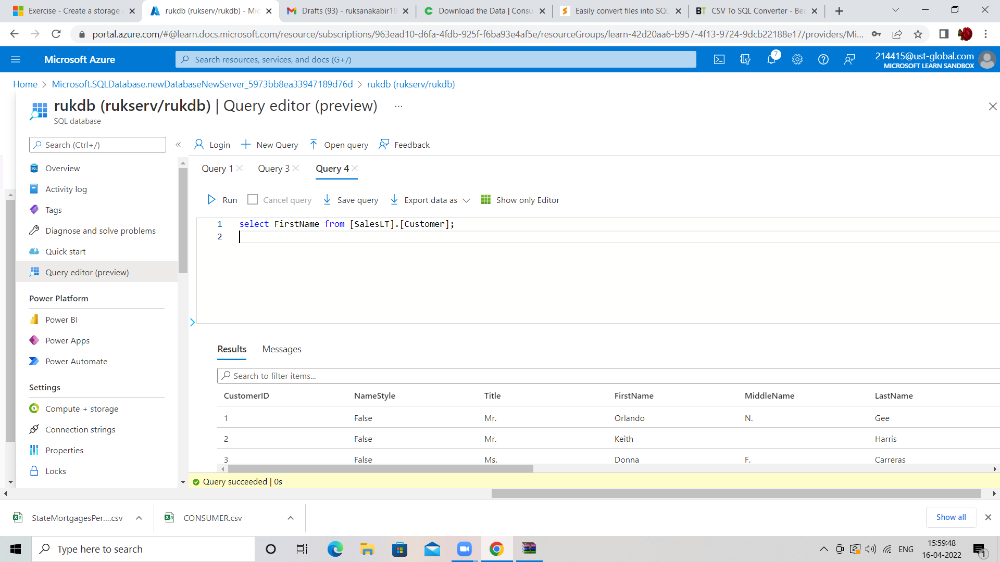 Exercise - Create a storage a
rukdb (rukserv/rukdb) - Mic
Drafts (93) - ruksanakabir19
Download the Data | Consu
Easily convert files into SQL
BT CSV To SQL Converter - Bea
portal.azure.com/#@learn.docs.microsoft.com/resource/subscriptions/963ead10-d6fa-4fdb-925f-f6ba93e4af5e/resourceGroups/learn-42d20aa6-b957-4f13-9724-9dcb22188e17/providers/Mi...
Microsoft Azure
Search resources, services, and docs (G+/)
7
214415@ust-global.com
MICROSOFT LEARN SANDBOX
Home > Microsoft.SQLDatabase.newDatabaseNewServer_5973bb8ea33947189d76d > rukdb (rukserv/rukdb)
rukdb (rukserv/rukdb) | Query editor (preview) ...
SQL database
Search (Ctrl+/)
«
Login
New Query
Open query
Feedback
Overview
Activity log
Tags
Diagnose and solve problems
Quick start
Query editor (preview)
Power Platform
Power BI
Power Apps
Power Automate
Settings
Compute + storage
Connection strings
Properties
Locks
Query 1
Query 3
Query 4
Run
Cancel query
Save query
Export data as
Show only Editor
1 select FirstName from [SalesLT].[Customer];
2
Results
Messages
Search to filter items...
CustomerID NameStyle Title FirstName MiddleName LastName
1 False Mr. Orlando N. Gee
2 False Mr. Keith Harris
3 False Ms. Donna F. Carreras
Query succeeded | 0s
StateMortgagesPer....csv
CONSUMER.csv
Show all
Type here to search
ENG
15:59:48
16-04-2022
1